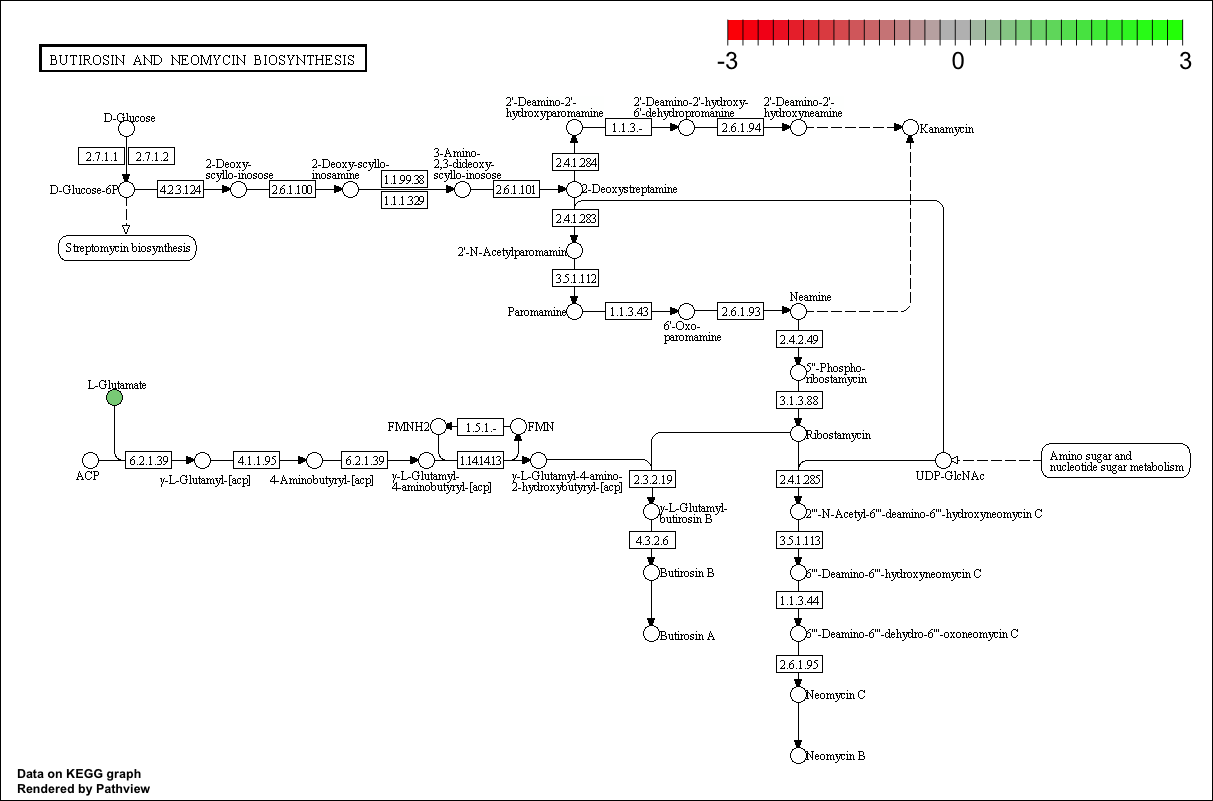 BUTIROSIN AND NEOMYCIN BIOSYNTHESIS
-3
0
3
D-Glucose
2.7.1.1
2.7.1.2
D-Glucose-6P
4.2.3.124
2-Deoxy-
scyllo-inosose
2.6.1.100
2-Deoxy-scyllo-
inosamine
1.1.99.38
1.1.1.329
3-Amino-
2,3-dideoxy-
scyllo-inosose
2.6.1.101
2-Deoxystreptamine
Streptomycin biosynthesis
2'-Deamino-2'-
hydroxyparomamine
1.1.3.-
2'-Deamino-2'-hydroxy-
6'-dehydropromamine
2.6.1.94
2'-Deamino-2'-
hydroxyneamine
Kanamycin
2.4.1.284
2.4.1.283
2'-N-Acetylparomamin
3.5.1.112
Paromamine
1.1.3.43
6'-Oxo-
paromamine
2.6.1.93
Neamine
2.4.2.49
5''-Phospho-
ribostamycin
3.1.3.88
Ribostamycin
L-Glutamate
ACP
6.2.1.39
γ-L-Glutamyl-[acp]
4.1.1.95
4-Aminobutyryl-[acp]
6.2.1.39
γ-L-Glutamyl-
4-aminobutyryl-[acp]
FMNH2
1.5.1.-
FMN
1.14.14.13
γ-L-Glutamyl-4-amino-
2-hydroxybutyryl-[acp]
2.3.2.19
γ-L-Glutamyl-
butirosin B
4.3.2.6
Butirosin B
Butirosin A
2.4.1.285
UDP-GlcNAc
Amino sugar and
nucleotide sugar metabolism
2'''-N-Acetyl-6'''-deamino-6'''-hydroxyneomycin C
3.5.1.113
6'''-Deamino-6'''-hydroxyneomycin C
1.1.3.44
6'''-Deamino-6'''-dehydro-6'''-oxoneomycin C
2.6.1.95
Neomycin C
Neomycin B
Data on KEGG graph
Rendered by Pathview